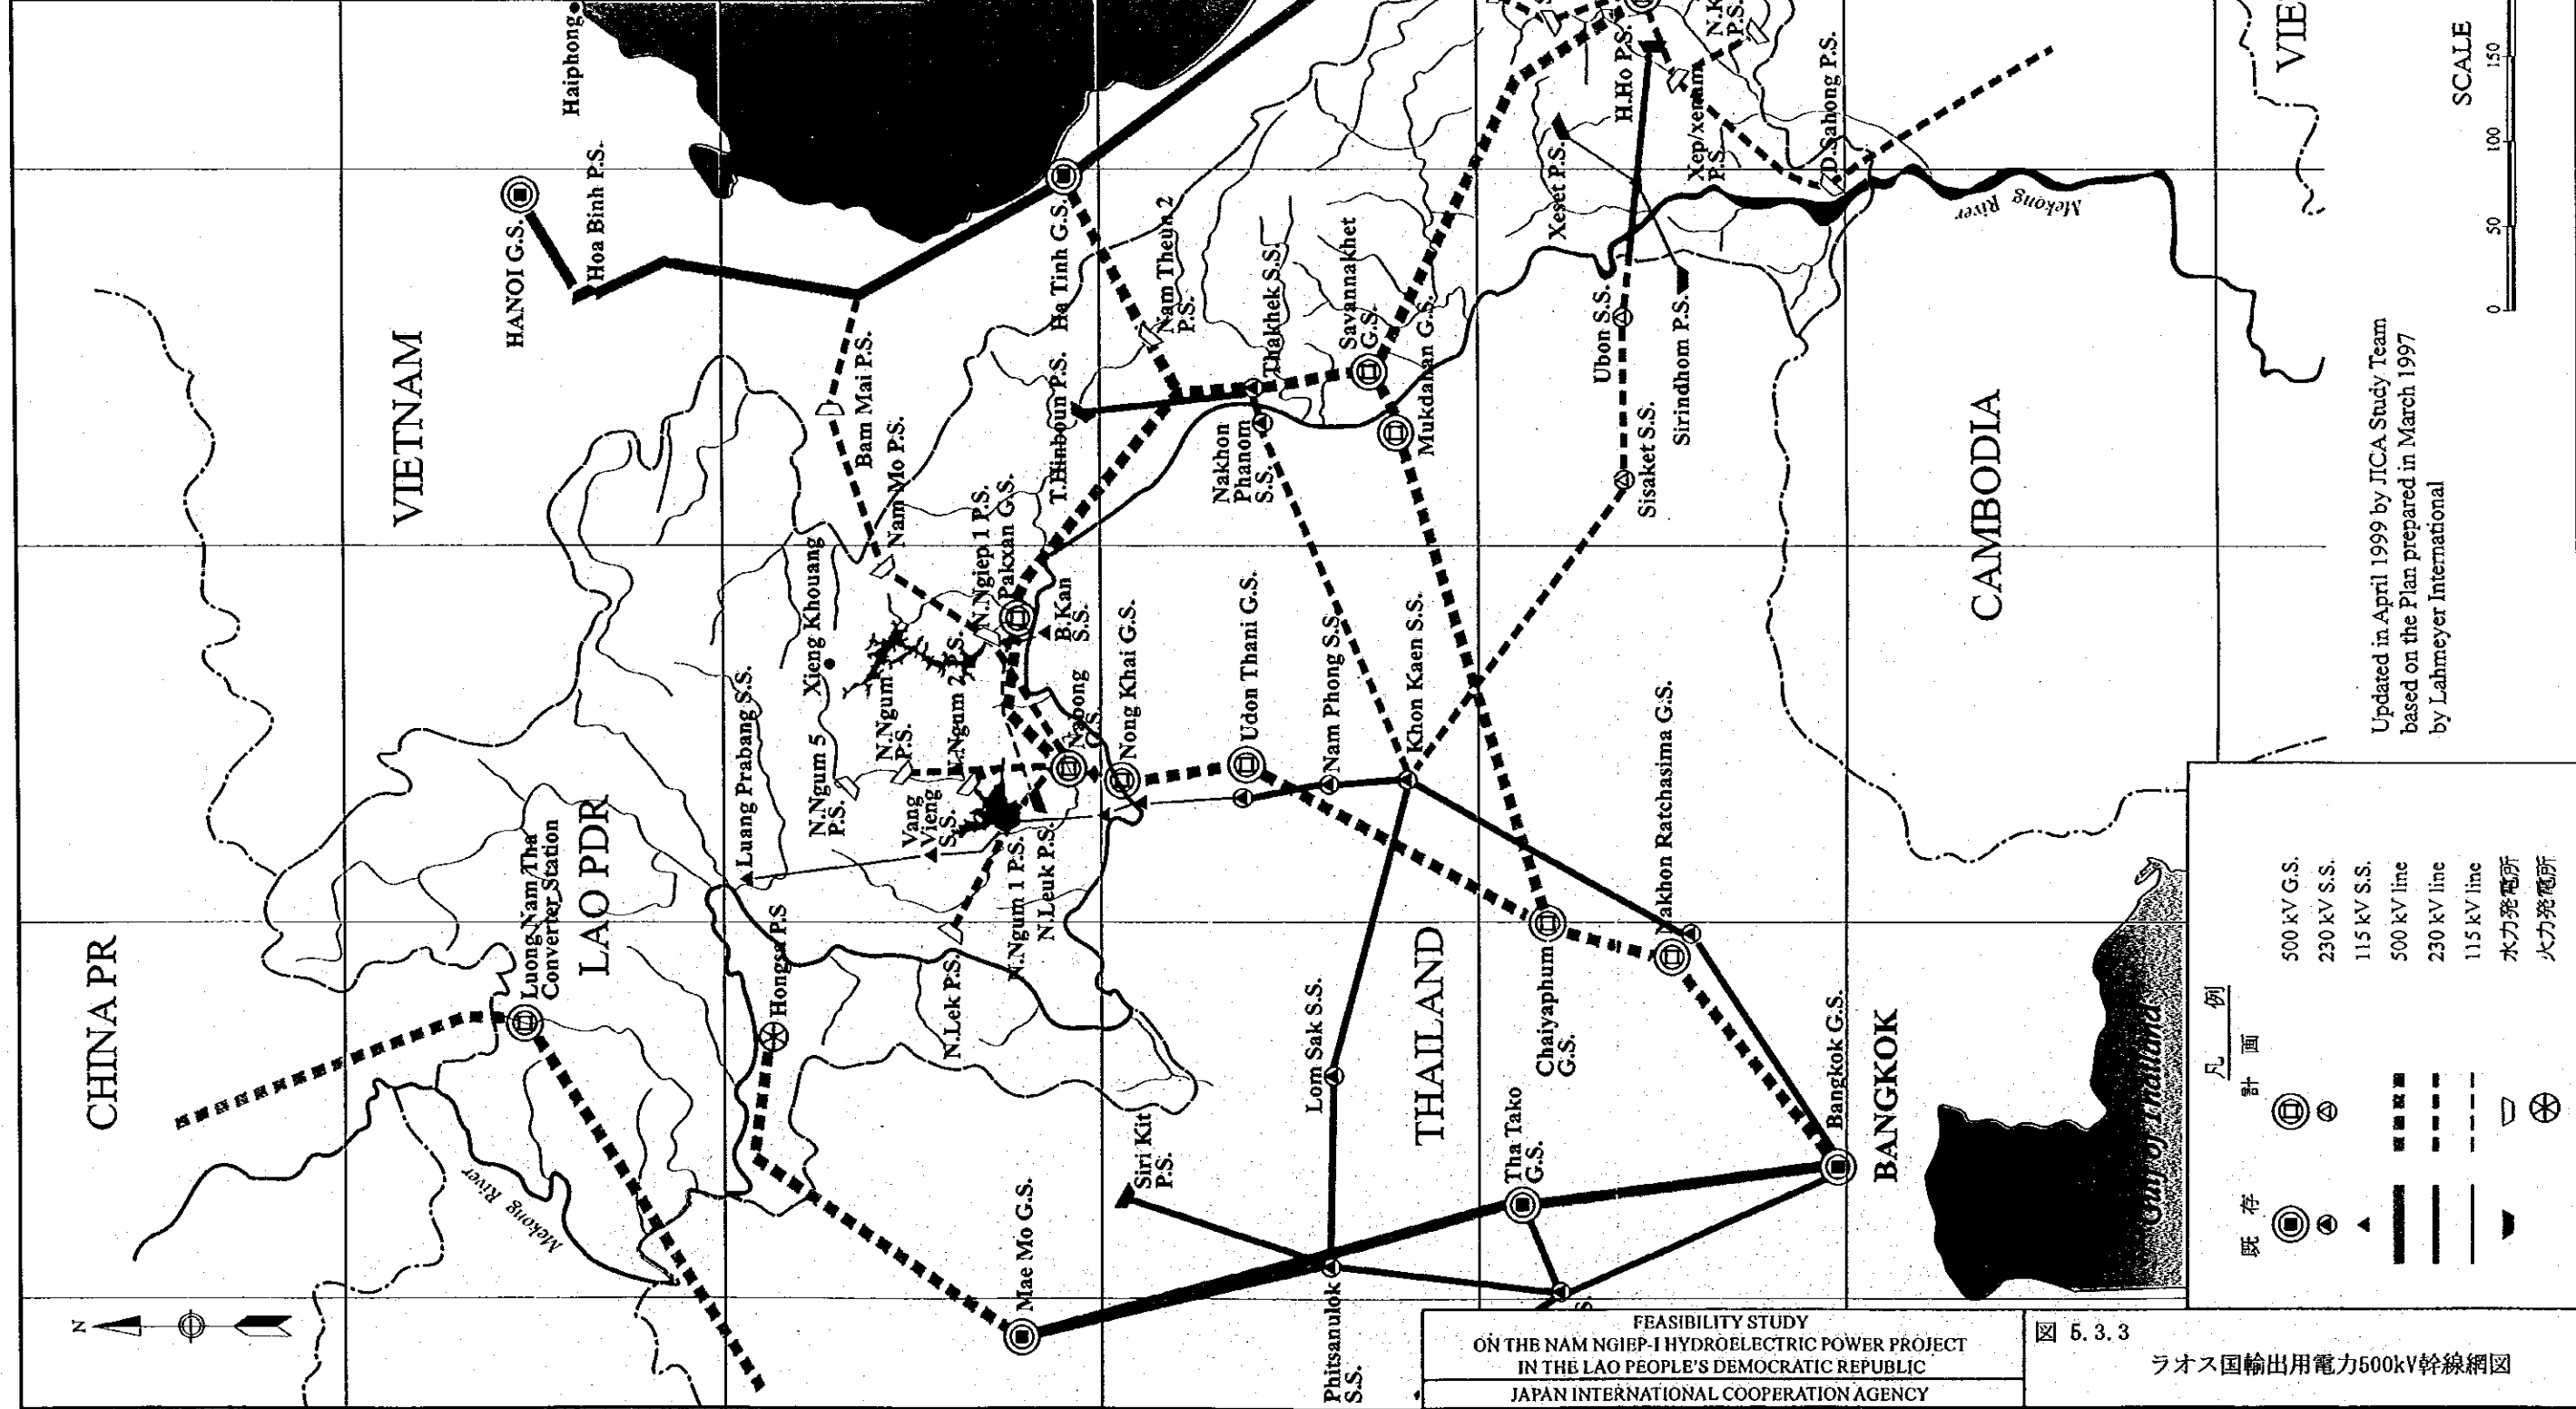 N
CHINA PR
VIETNAM
LAO PDR
THAILAND
CAMBODIA
BANGKOK
VIE
Haiphong
HANOI G.S.
Hoa Binh P.S.
Ha Tinh G.S.
Bam Mai P.S.
Nam Mo P.S.
Nam Theun 2
P.S.
T.Hinboun P.S.
Thakhek S.S.
Savannakhet
G.S.
Mukdahan G.S.
Nakhon
Phanom
S.S.
Xeset P.S.
H.Ho P.S.
P.S.
Xep/xenam
P.S.
D.Sahong P.S.
Mekong River
Ubon S.S.
Sirindhom P.S.
Sisaket S.S.
Xieng Khouang
N.Ngiep 1 P.S.
Pakxan G.S.
B.Kan
S.S.
Luang Prabang S.S.
N.Ngum 5
P.S.
N.Ngum
P.S.
N.Ngum 2 P.S.
Vang
Vieng
S.S.
Nabong
G.S.
Nong Khai G.S.
Udon Thani G.S.
Nam Phong S.S.
Khon Kaen S.S.
N.Ngum 1 P.S.
N.Leuk P.S.
N.Lek P.S.
Luong Nam Tha
Converter Station
Hongsa P.S
Mekong River
Mae Mo G.S.
Siri Kit
P.S.
Lom Sak S.S.
Phitsanulok
S.S.
Tha Tako
G.S.
Chaiyaphum
G.S.
Nakhon Ratchasima G.S.
Bangkok G.S.
Gulf of Thailand
SCALE
0 50 100 150
Updated in April 1999 by JICA Study Team
based on the Plan prepared in March 1997
by Lahmeyer International
凡 例
既 存 計 画
500 kV G.S.
230 kV S.S.
115 kV S.S.
500 kV line
230 kV line
115 kV line
水力発電所
火力発電所
FEASIBILITY STUDY
ON THE NAM NGIEP-I HYDROELECTRIC POWER PROJECT
IN THE LAO PEOPLE'S DEMOCRATIC REPUBLIC
JAPAN INTERNATIONAL COOPERATION AGENCY
図 5.3.3
ラオス国輸出用電力500kV幹線網図